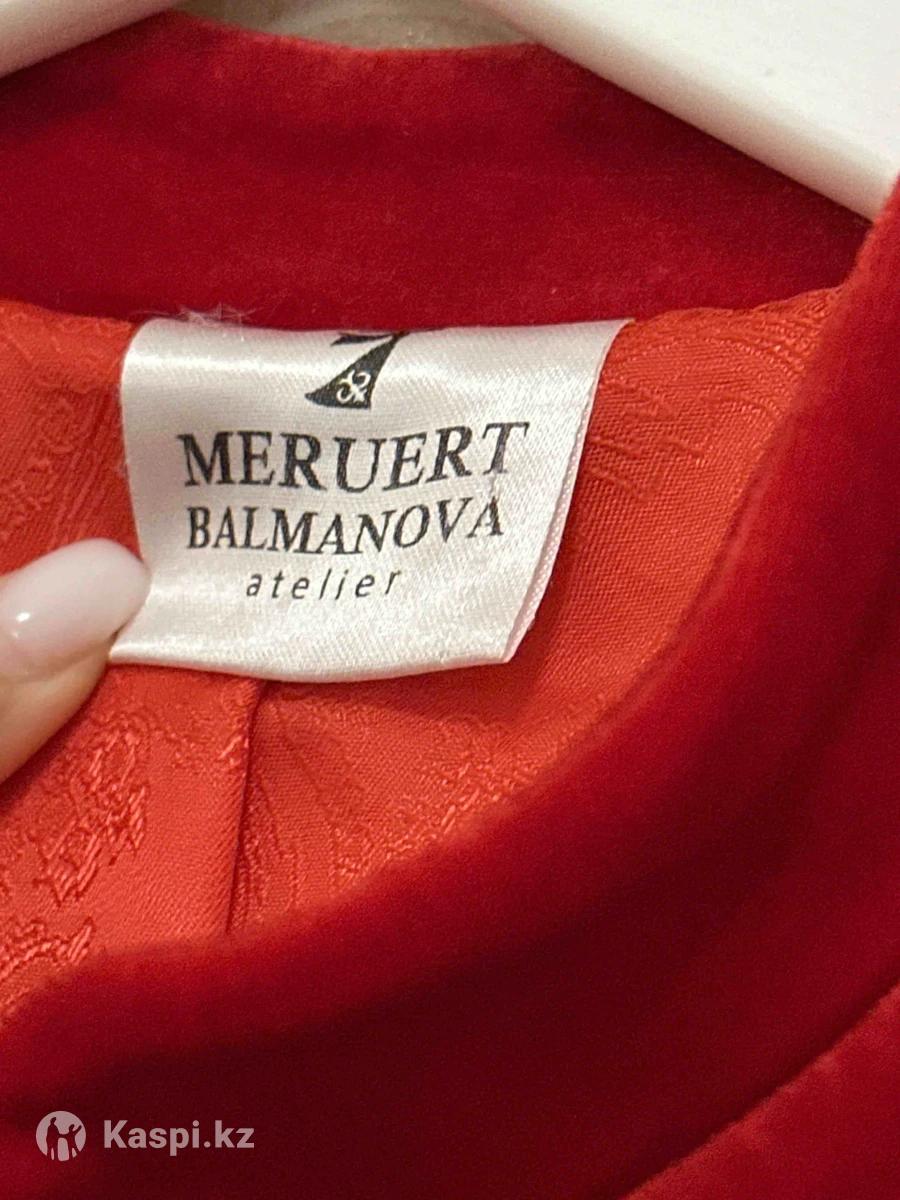 MERUERT
BALMANOVA
atelier
Kaspi.kz